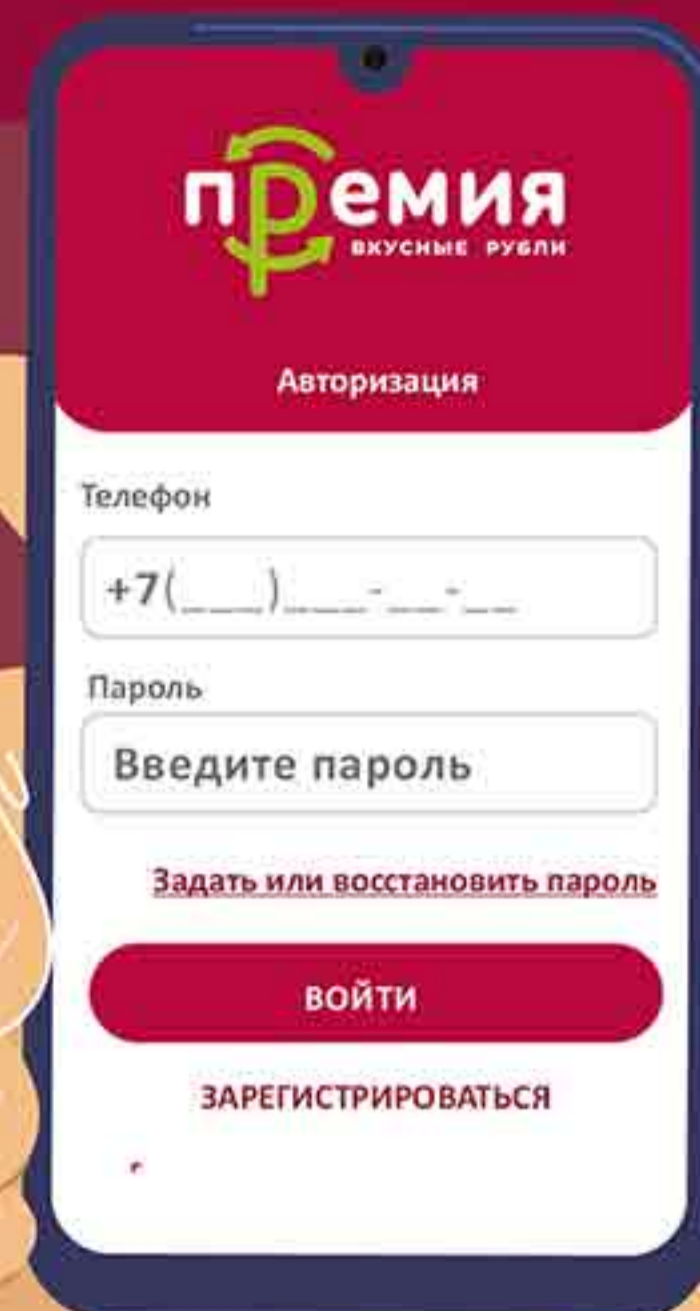 премия
ВКУСНЫЕ РУБЛИ
Авторизация
Телефон
+7(___)___-__-__
Пароль
Введите пароль
Задать или восстановить пароль
ВОЙТИ
ЗАРЕГИСТРИРОВАТЬСЯ